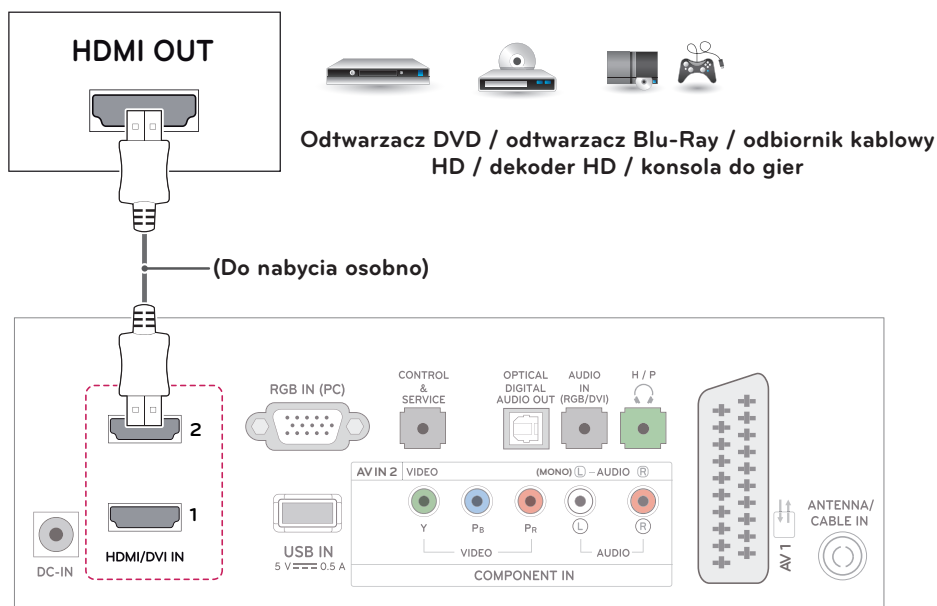 HDMI OUT
Odtwarzacz DVD / odtwarzacz Blu-Ray / odbiornik kablowy
HD / dekoder HD / konsola do gier
(Do nabycia osobno)
RGB IN (PC)
CONTROL
&
SERVICE
OPTICAL
DIGITAL
AUDIO OUT
AUDIO
IN
(RGB/DVI)
H / P
2
1
HDMI/DVI IN
DC-IN
USB IN
5 V 0.5 A
AV IN 2
VIDEO
(MONO) L - AUDIO R
Y
PB
PR
L
R
VIDEO
AUDIO
COMPONENT IN
AV 1
ANTENNA/
CABLE IN